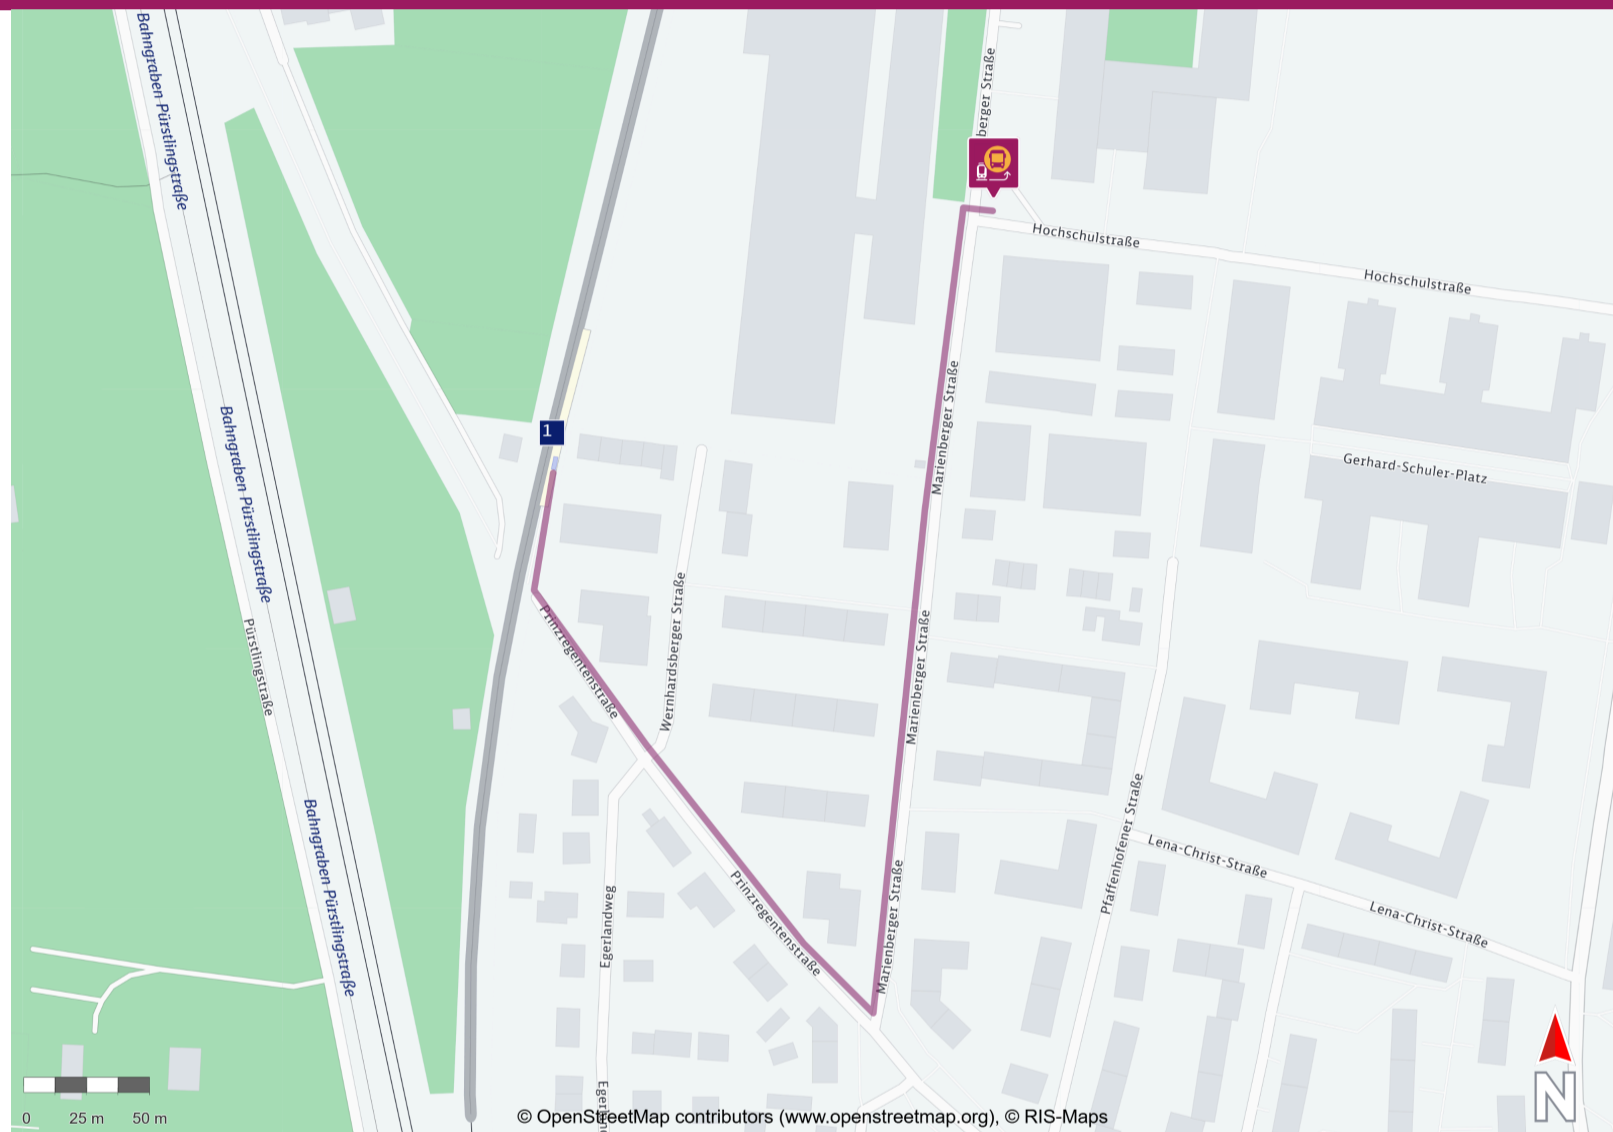 Bahngraben Pürstlingstraße
berger Straße
Hochschulstraße
Hochschulstraße
Marienberger Straße
1
Bahngraben Pürstlingstraße
Gerhard-Schuler-Platz
Prinzregentenstraße
Wernhardsberger Straße
Marienberger Straße
Pürstlingstraße
Pfaffenhofener Straße
Bahngraben Pürstlingstraße
Lena-Christ-Straße
Prinzregentenstraße
Egerlandweg
Marienberger Straße
Lena-Christ-Straße
N
0 25 m 50 m
© OpenStreetMap contributors (www.openstreetmap.org), © RIS-Maps